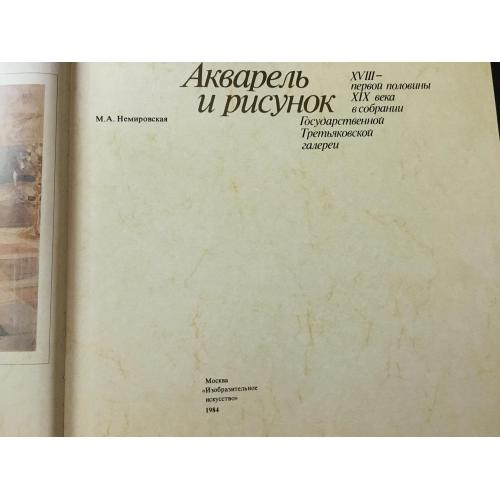 Акварель
и рисунок
XVIII—
первой половины
XIX века
в собрании
Государственной
Третьяковской
галереи
М.А. Немировская
Москва
«Изобразительное
искусство»
1984